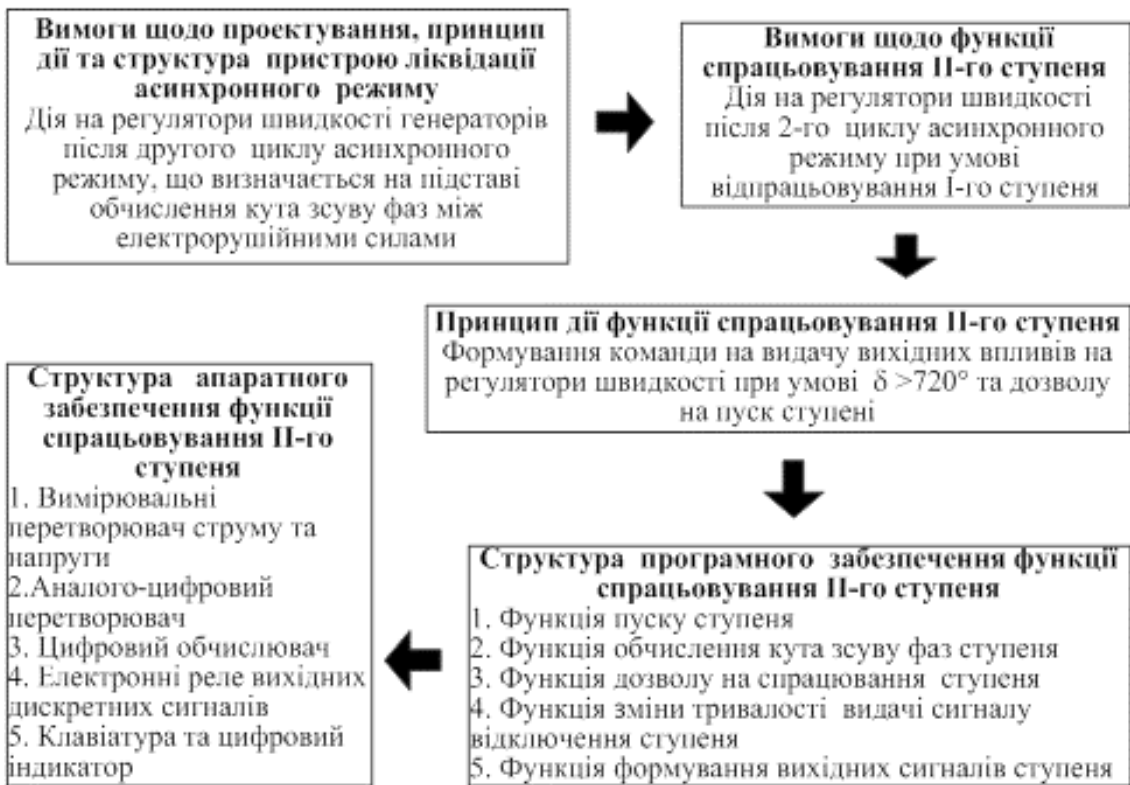 Вимоги щодо проектування, принцип
дії та структура пристрою ліквідації
асинхронного режиму
Дія на регулятори швидкості генераторів
після другого циклу асинхронного
режиму, що визначається на підставі
обчислення кута зсуву фаз між
електрорушійними силами
Вимоги щодо функції
спрацьовування ІІ-го ступеня
Дія на регулятори швидкості
після 2-го циклу асинхронного
режиму при умові
відпрацьовування І-го ступеня
Принцип дії функції спрацьовування ІІ-го ступеня
Формування команди на видачу вихідних впливів на
регулятори швидкості при умові δ >720° та дозволу
на пуск ступені
Структура програмного забезпечення функції
спрацьовування ІІ-го ступеня
1. Функція пуску ступеня
2. Функція обчислення кута зсуву фаз ступеня
3. Функція дозволу на спрацювання ступеня
4. Функція зміни тривалості видачі сигналу
відключення ступеня
5. Функція формування вихідних сигналів ступеня
Структура апаратного
забезпечення функції
спрацьовування ІІ-го
ступеня
1. Вимірювальні
перетворювач струму та
напруги
2.Аналого-цифровий
перетворювач
3. Цифровий обчислювач
4. Електронні реле вихідних
дискретних сигналів
5. Клавіатура та цифровий
індикатор